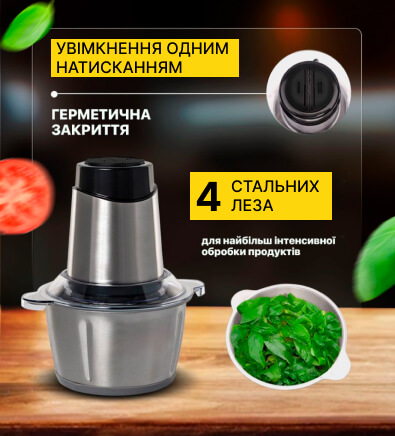 УВІМКНЕННЯ ОДНИМ
НАТИСКАННЯМ
ГЕРМЕТИЧНА
ЗАКРИТТЯ
4 СТАЛЬНИХ
ЛЕЗА
для найбільш інтенсивної
обробки продуктів